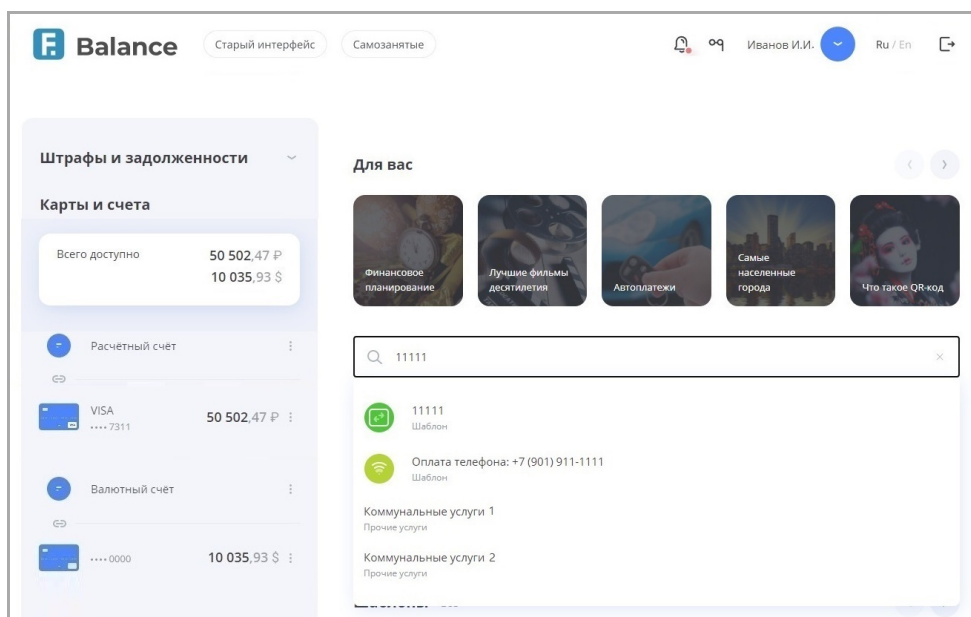 F. Balance
Старый интерфейс
Самозанятые
Иванов И.И.
Ru / En
Штрафы и задолженности
Карты и счета
Всего доступно
50 502,47 ₽
10 035,93 $
Расчётный счёт
VISA
•••• 7311
50 502,47 ₽
Валютный счёт
•••• 0000
10 035,93 $
Для вас
Финансовое
планирование
Лучшие фильмы
десятилетия
Автоплатежи
Самые
населенные
города
Что такое QR-код
11111
11111
Шаблон
Оплата телефона: +7 (901) 911-1111
Шаблон
Коммунальные услуги 1
Прочие услуги
Коммунальные услуги 2
Прочие услуги